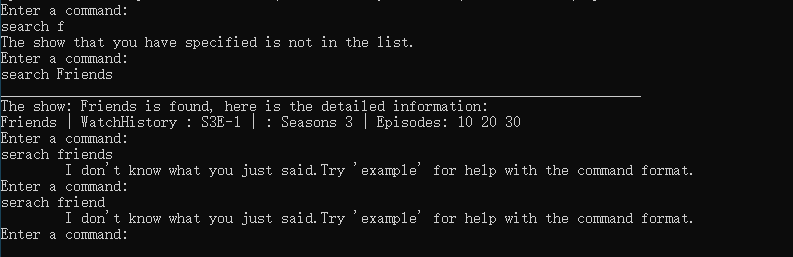 Enter a command:
search f
The show that you have specified is not in the list.
Enter a command:
search Friends
________________________________________________________________________________
The show: Friends is found, here is the detailed information:
Friends | WatchHistory : S3E-1 | : Seasons 3 | Episodes: 10 20 30
Enter a command:
serach friends
I don't know what you just said.Try 'example' for help with the command format.
Enter a command:
serach friend
I don't know what you just said.Try 'example' for help with the command format.
Enter a command: